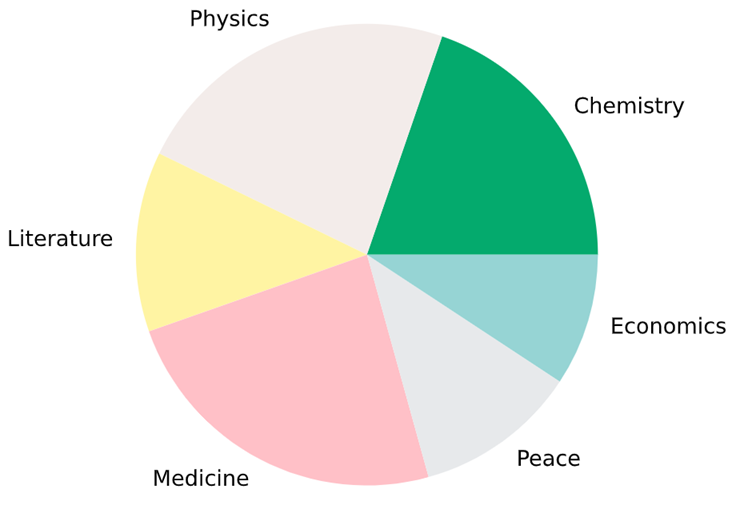 Physics
Chemistry
Literature
Economics
Peace
Medicine